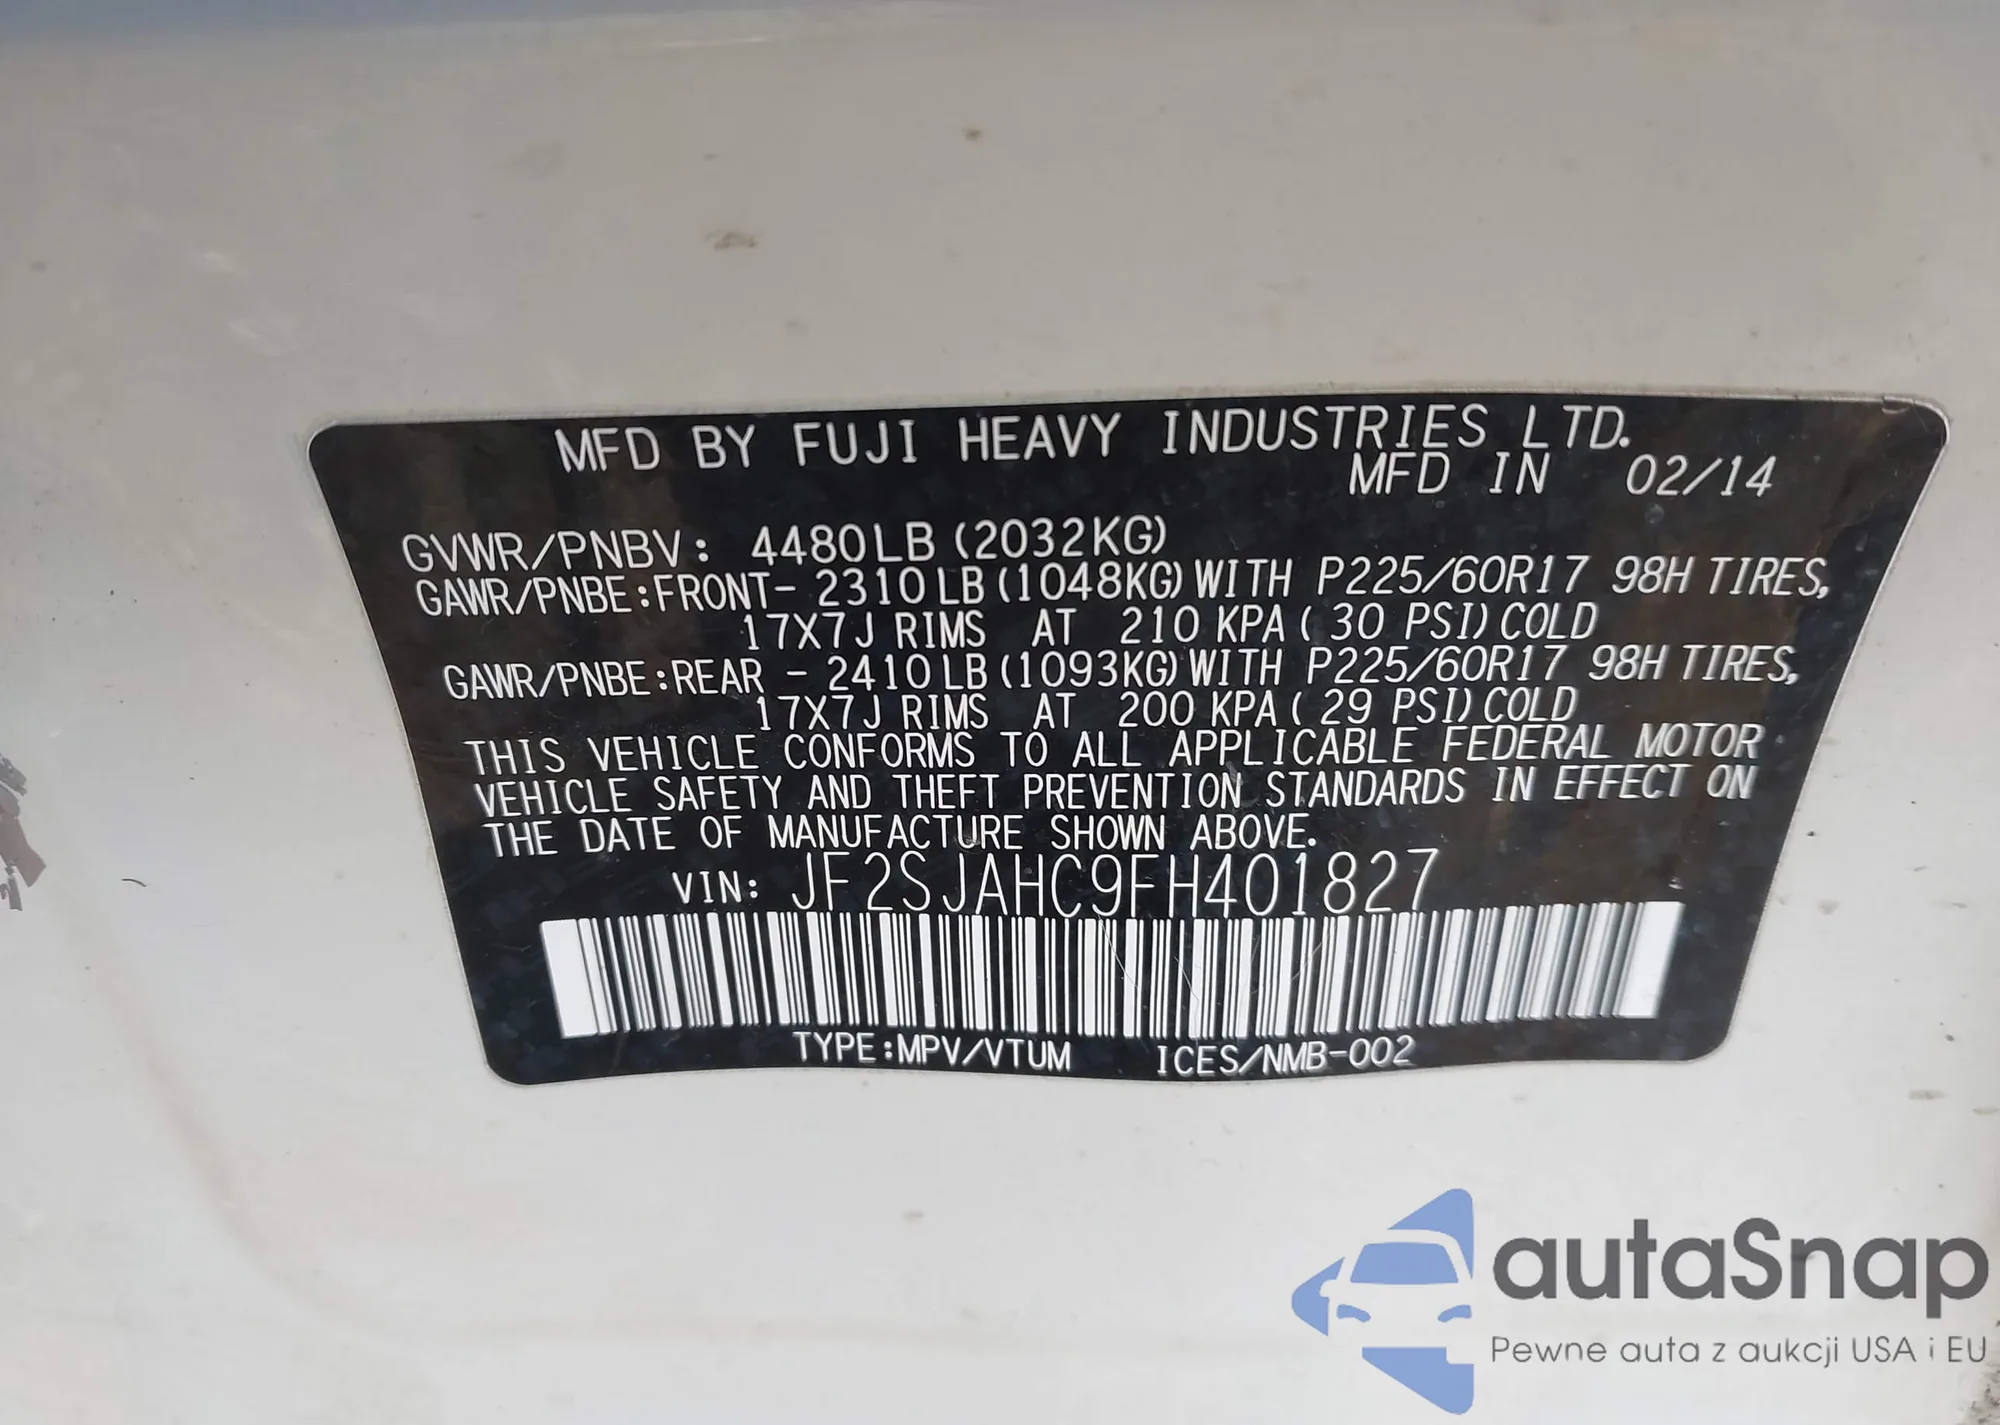 MFD BY FUJI HEAVY INDUSTRIES LTD.
MFD IN 02/14
GVWR/PNBV: 4480LB (2032KG)
GAWR/PNBE:FRONT- 2310LB (1048KG) WITH P225/60R17 98H TIRES,
17X7J RIMS AT 210 KPA ( 30 PSI) COLD
GAWR/PNBE:REAR - 2410LB (1093KG) WITH P225/60R17 98H TIRES,
17X7J RIMS AT 200 KPA ( 29 PSI) COLD
THIS VEHICLE CONFORMS TO ALL APPLICABLE FEDERAL MOTOR
VEHICLE SAFETY AND THEFT PREVENTION STANDARDS IN EFFECT ON
THE DATE OF MANUFACTURE SHOWN ABOVE.
VIN: JF2SJAHC9FH401827
TYPE:MPV/VTUM ICES/NMB-002
autaSnap
Pewne auta z aukcji USA i EU